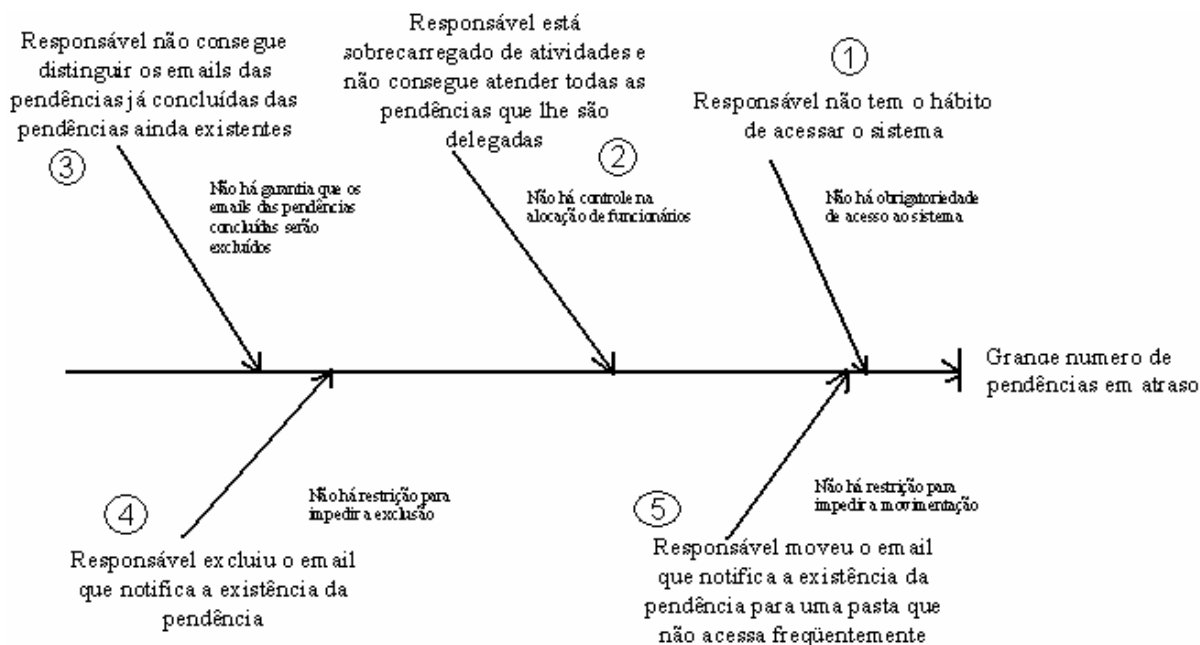 Responsável não consegue
distinguir os emails das
pendências já concluídas das
pendências ainda existentes
3
Não há garantia que os
emails das pendências
concluídas serão
excluídos
Responsável está
sobrecarregado de atividades e
não consegue atender todas as
pendências que lhe são
delegadas
2
Não há controle na
alocação de funcionários
1
Responsável não tem o hábito
de acessar o sistema
Não há obrigatoriedade
de acesso ao sistema
Grande numero de
pendências em atraso
4
Não há restrição para
impedir a exclusão
Responsável excluiu o email
que notifica a existência da
pendência
5
Não há restrição para
impedir a movimentação
Responsável moveu o email
que notifica a existência da
pendência para uma pasta que
não acessa freqüentemente